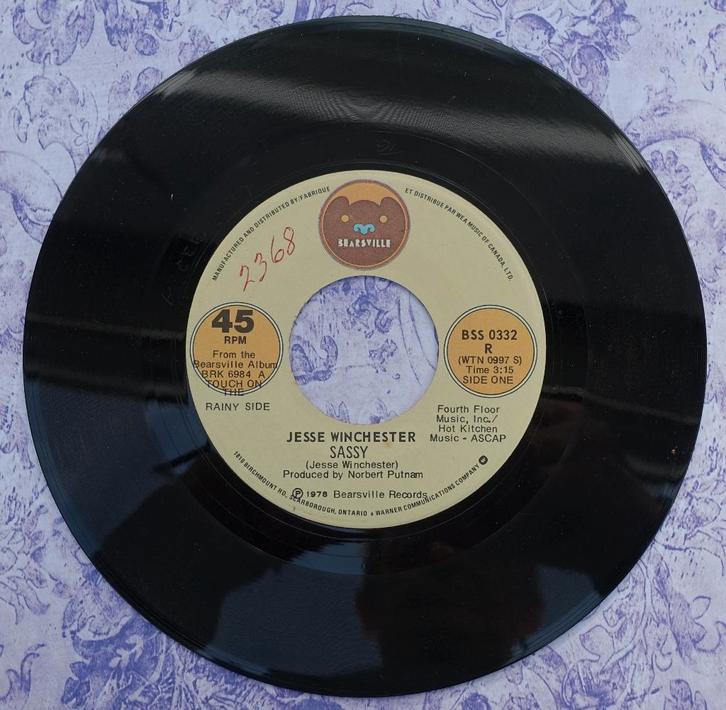 MANUFACTURED AND DISTRIBUTED BY/FABRIQUE ET DISTRIBUE PAR WEA MUSIC OF CANADA, LTD.
BEARSVILLE
2368
45
RPM
From the
Bearsville Album
BRK 6984 A
TOUCH ON
THE
RAINY SIDE
BSS 0332
R
(WTN 0997 S)
Time 3:15
SIDE ONE
Fourth Floor
Music, Inc./
Hot Kitchen
Music - ASCAP
JESSE WINCHESTER
SASSY
(Jesse Winchester)
Produced by Norbert Putnam
℗ 1978 Bearsville Records
1810 BIRCHMOUNT RD., SCARBOROUGH, ONTARIO a WARNER COMMUNICATIONS COMPANY